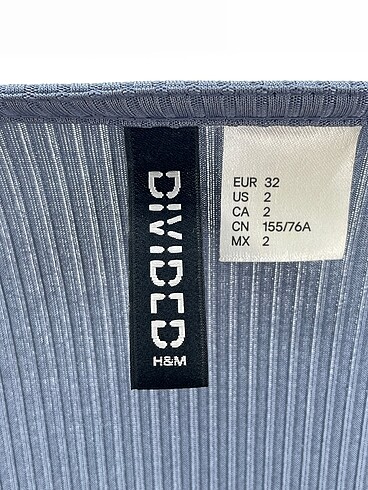 DIVIDED
H&M
EUR 32
US 2
CA 2
CN 155/76A
MX 2